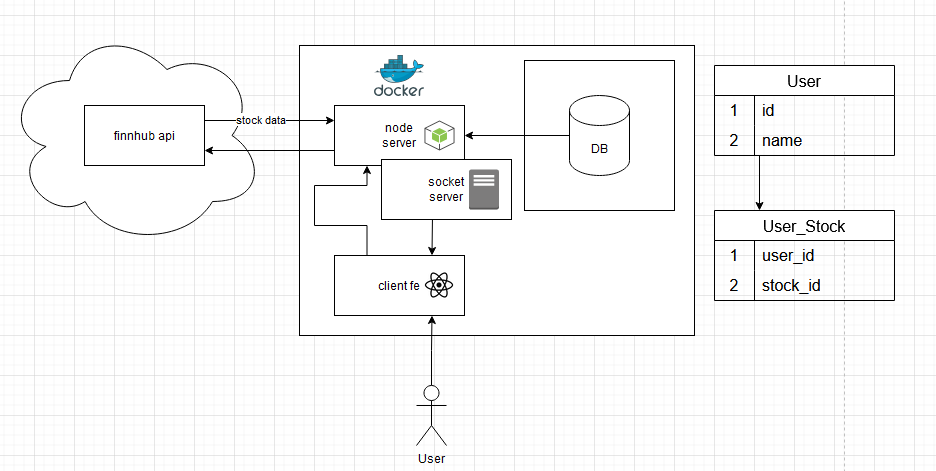 finnhub api
stock data
docker
node
server
socket
server
client fe
DB
User
User
1 id
2 name
User_Stock
1 user_id
2 stock_id